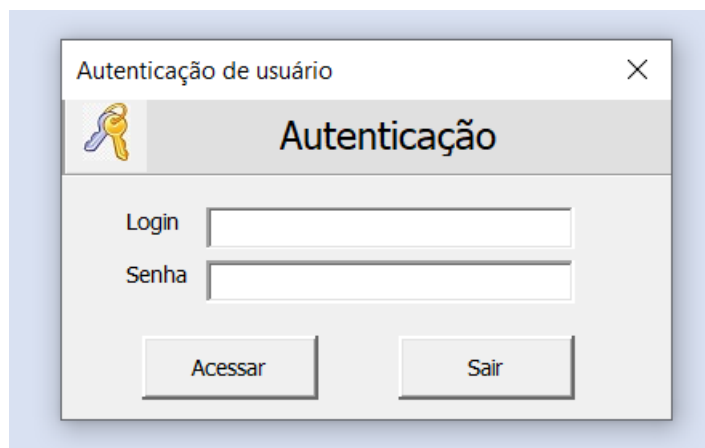 Autenticação de usuário
Autenticação
Login
Senha
Acessar Sair